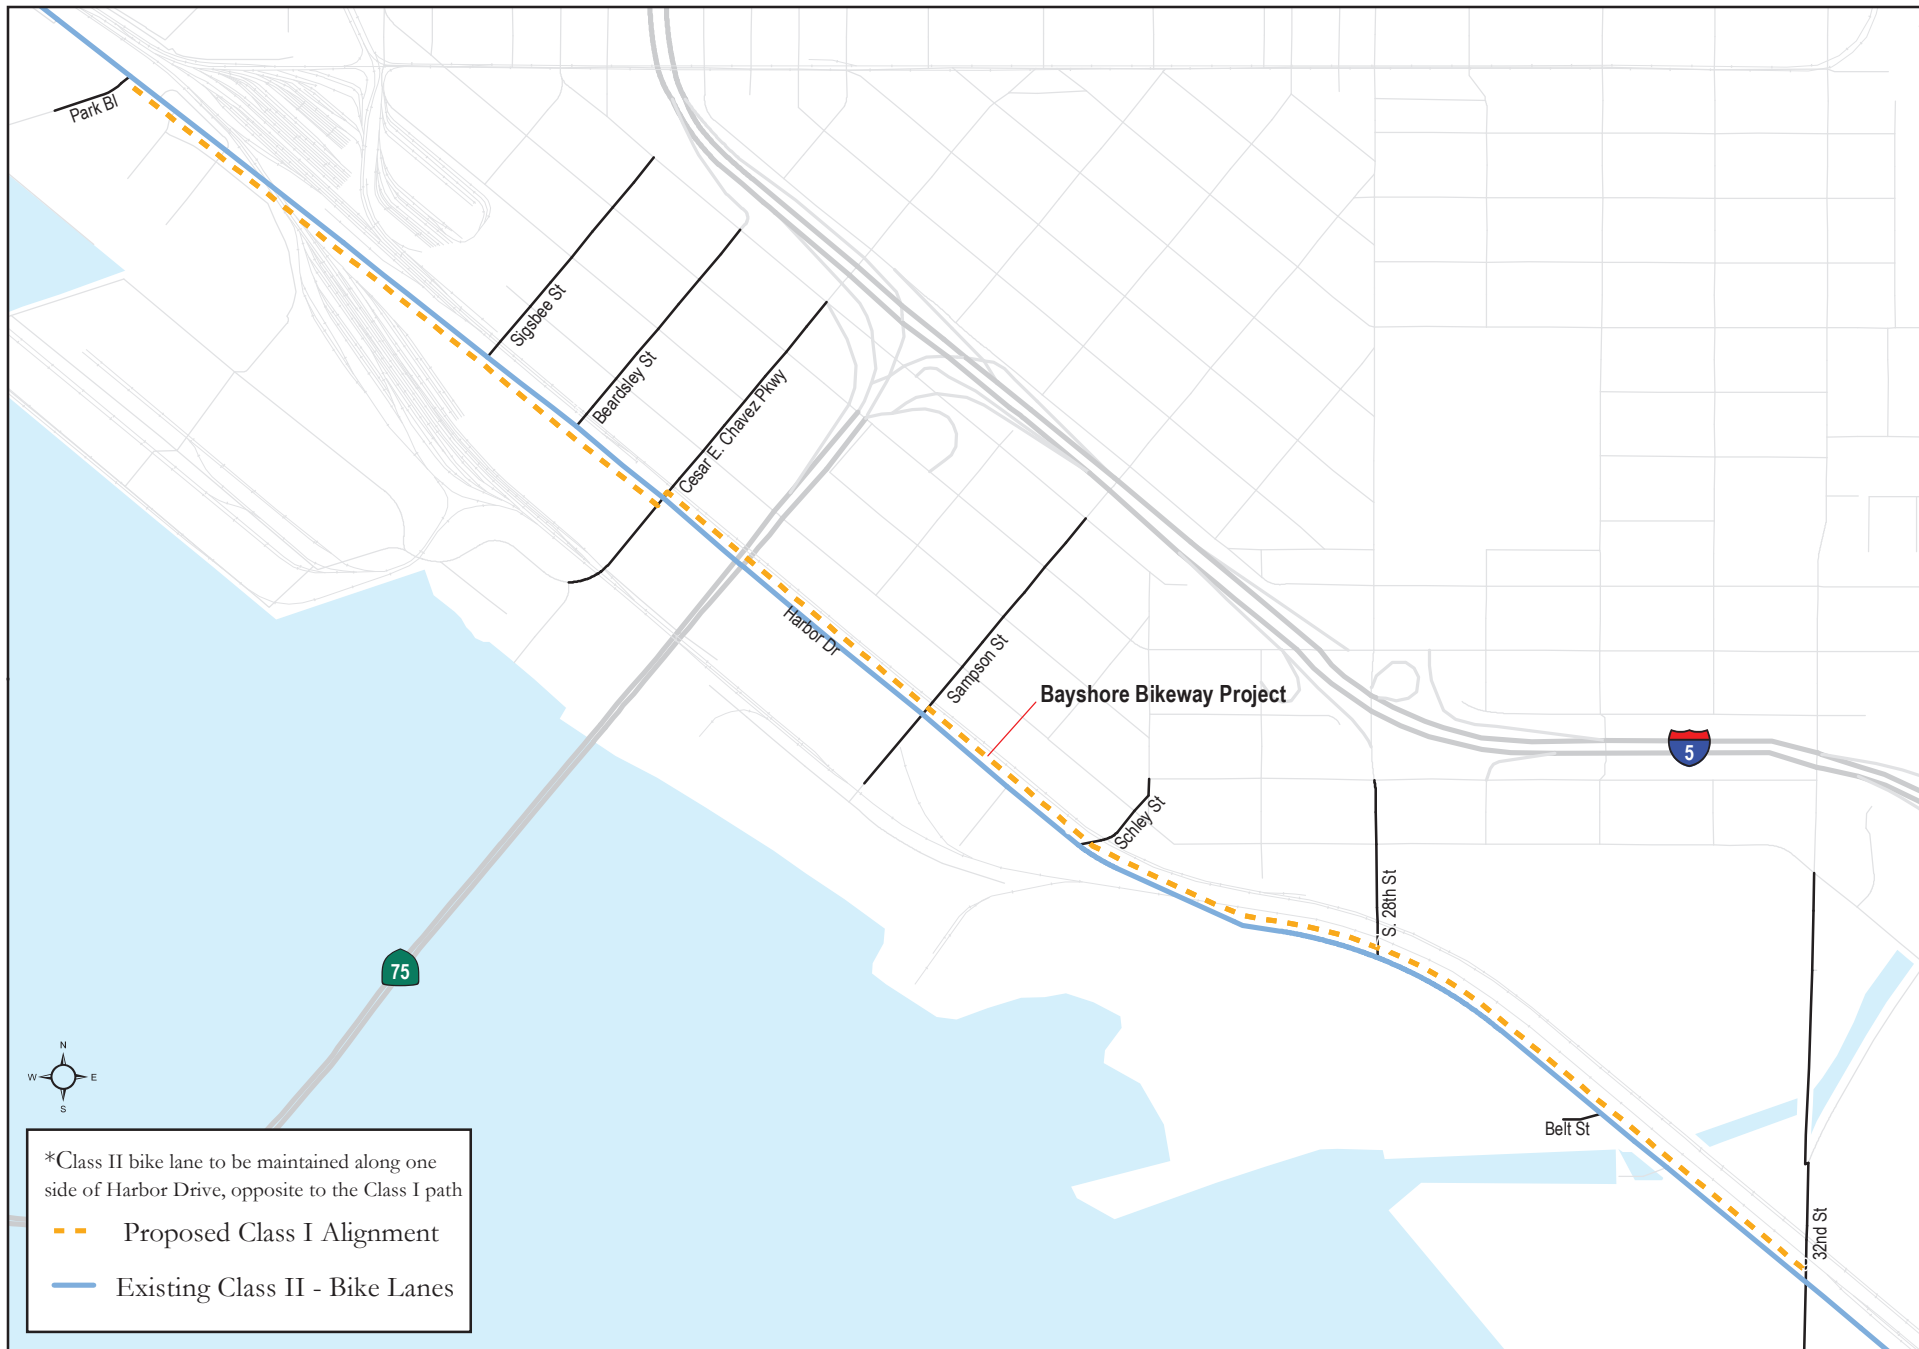 Park Bl
Sigsbee St
Beardsley St
Cesar E. Chavez Pkwy
Harbor Dr
Sampson St
Bayshore Bikeway Project
5
Schley St
S. 28th St
75
N
W
E
S
Belt St
32nd St
*Class II bike lane to be maintained along one
side of Harbor Drive, opposite to the Class I path
Proposed Class I Alignment
Existing Class II - Bike Lanes